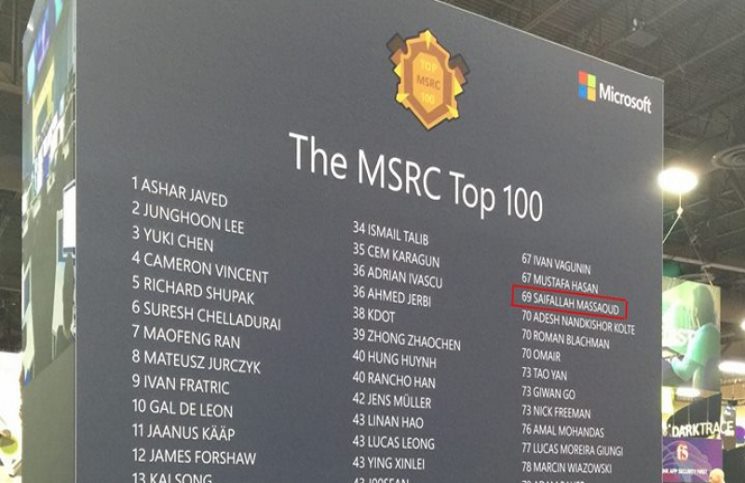 TOP
MSRC
100
Microsoft
The MSRC Top 100
1 ASHAR JAVED
2 JUNGHOON LEE
3 YUKI CHEN
4 CAMERON VINCENT
5 RICHARD SHUPAK
6 SURESH CHELLADURAI
7 MAOFENG RAN
8 MATEUSZ JURCZYK
9 IVAN FRATRIC
10 GAL DE LEON
11 JAANUS KÄÄP
12 JAMES FORSHAW
13 KAI SONG
34 ISMAIL TALIB
35 CEM KARAGUN
36 ADRIAN IVASCU
36 AHMED JERBI
38 KDOT
39 ZHONG ZHAOCHEN
40 HUNG HUYNH
40 RANCHO HAN
42 JENS MÜLLER
43 LINAN HAO
43 LUCAS LEONG
43 YING XINLEI
67 IVAN VAGUNIN
67 MUSTAFA HASAN
69 SAIFALLAH MASSAOUD
70 ADESH NANDKISHOR KOLTE
70 ROMAN BLACHMAN
70 OMAIR
73 TAO YAN
73 GIWAN GO
73 NICK FREEMAN
76 AMAL MOHANDAS
77 LUCAS MOREIRA GIUNGI
78 MARCIN WIAZOWSKI
DARKTRACE
f5